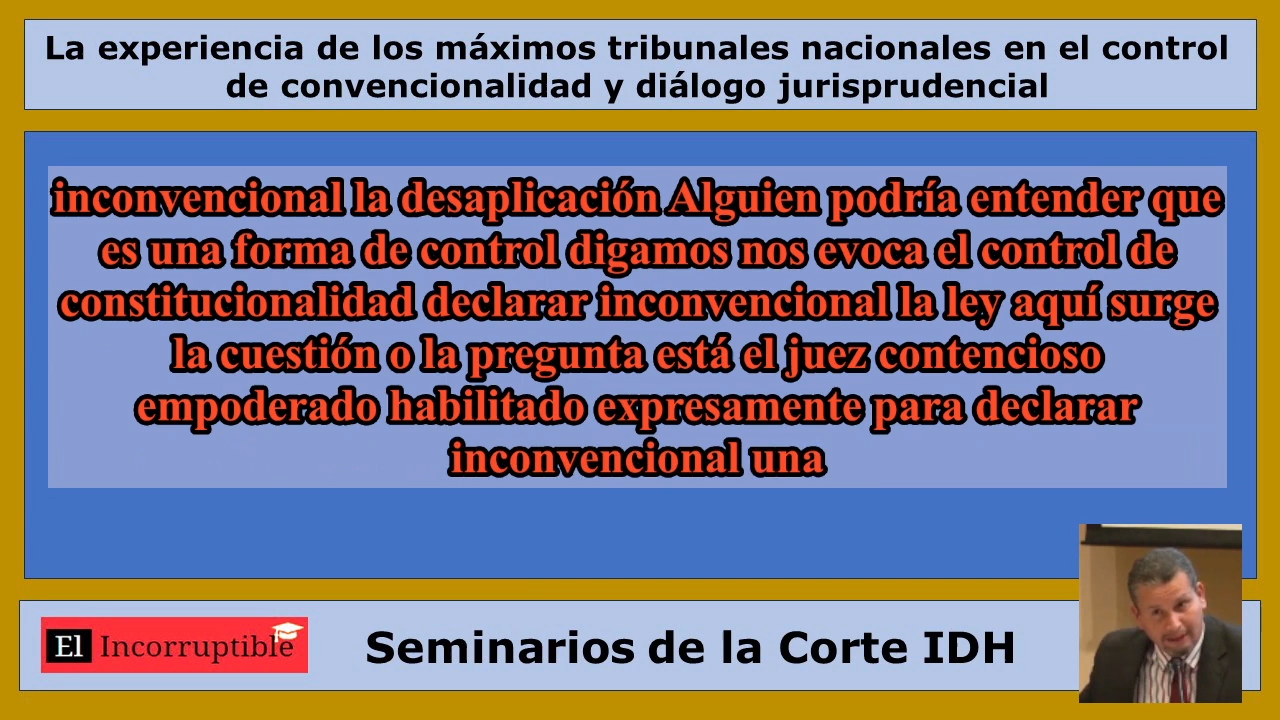 La experiencia de los máximos tribunales nacionales en el control
de convencionalidad y diálogo jurisprudencial
inconvencional la desaplicación Alguien podría entender que
es una forma de control digamos nos evoca el control de
constitucionalidad declarar inconvencional la ley aquí surge
la cuestión o la pregunta está el juez contencioso
empoderado habilitado expresamente para declarar
inconvencional una
El Incorruptible
Seminarios de la Corte IDH